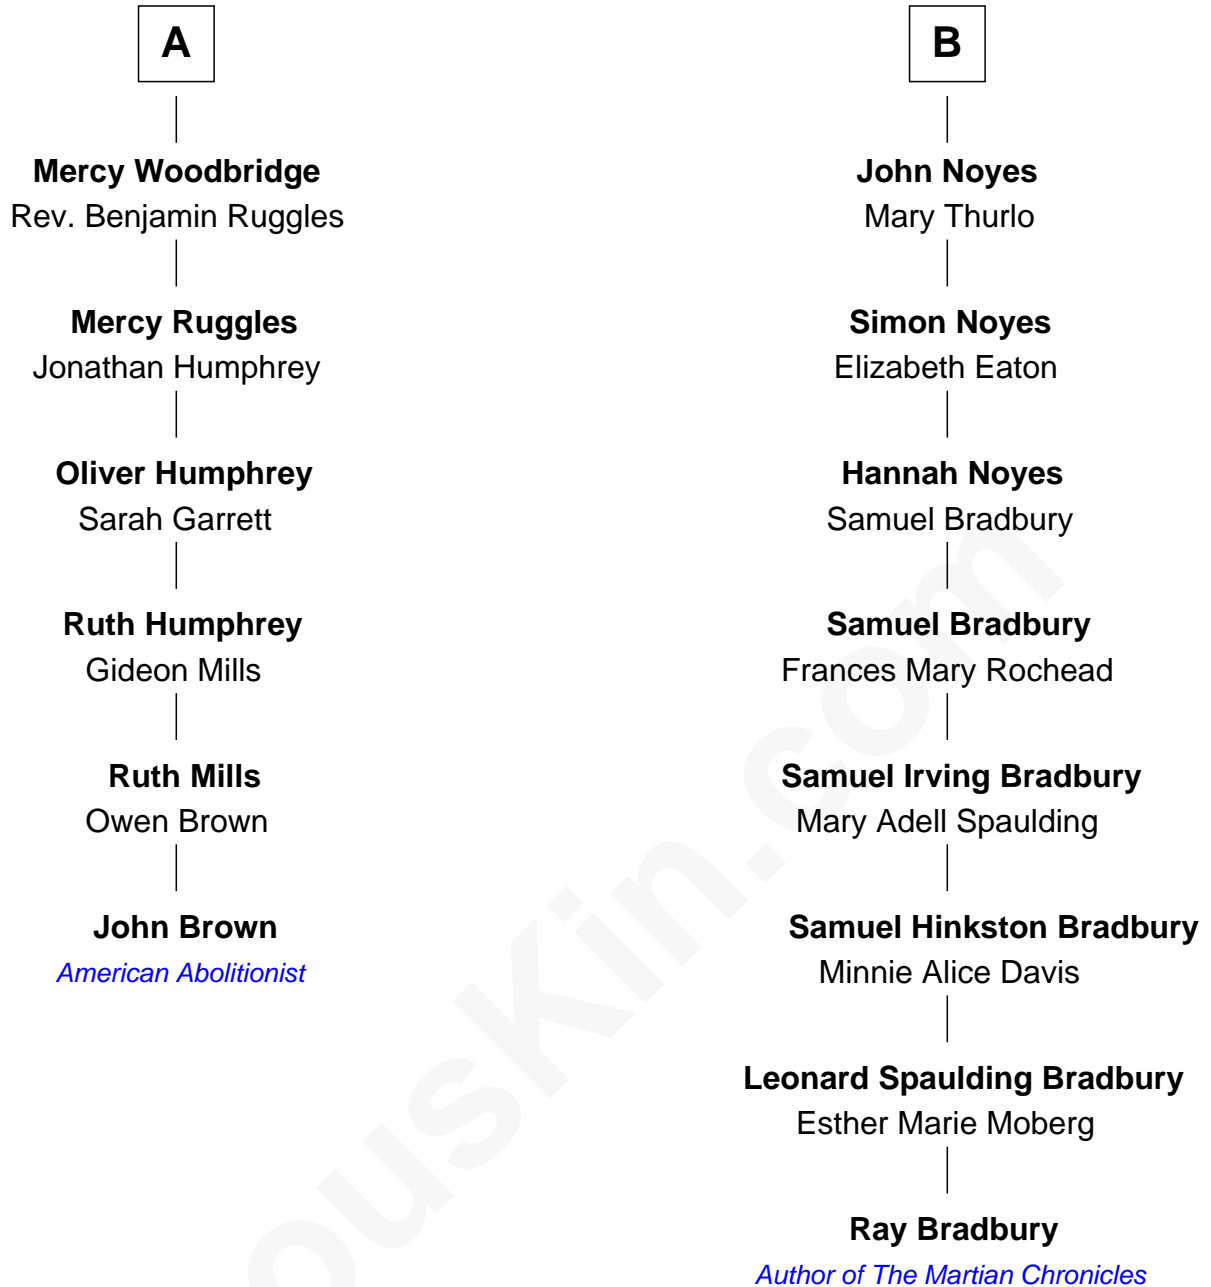 A
Mercy Woodbridge
Rev. Benjamin Ruggles
Mercy Ruggles
Jonathan Humphrey
Oliver Humphrey
Sarah Garrett
Ruth Humphrey
Gideon Mills
Ruth Mills
Owen Brown
John Brown
American Abolitionist
B
John Noyes
Mary Thurlo
Simon Noyes
Elizabeth Eaton
Hannah Noyes
Samuel Bradbury
Samuel Bradbury
Frances Mary Rochead
Samuel Irving Bradbury
Mary Adell Spaulding
Samuel Hinkston Bradbury
Minnie Alice Davis
Leonard Spaulding Bradbury
Esther Marie Moberg
Ray Bradbury
Author of The Martian Chronicles
ousKin.com